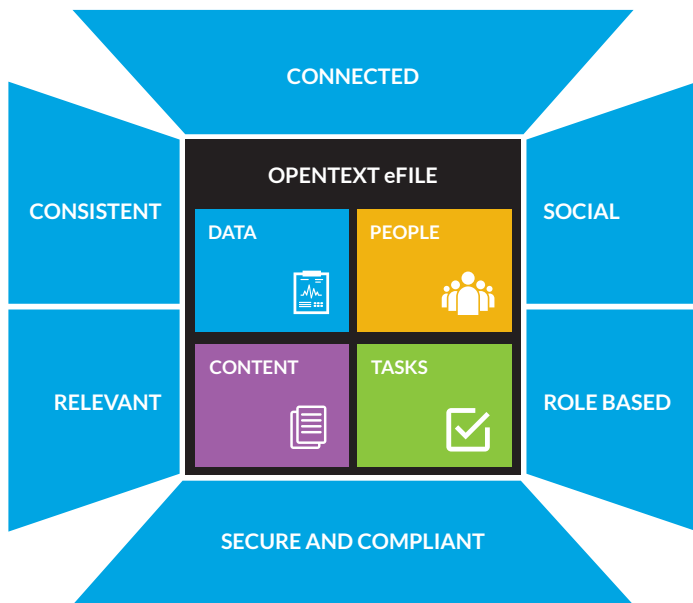 CONNECTED
OPENTEXT eFILE
CONSISTENT
SOCIAL
DATA
PEOPLE
CONTENT
TASKS
RELEVANT
ROLE BASED
SECURE AND COMPLIANT